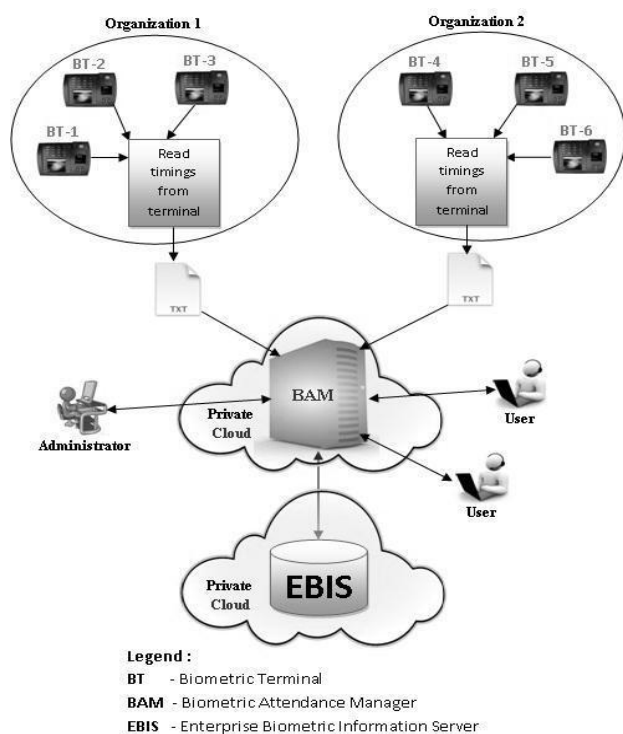 Organization 1
Organization 2
BT-2
BT-3
BT-1
Read
timings
from
terminal
BT-4
BT-5
BT-6
Read
timings
from
terminal
TXT
TXT
BAM
Private
Cloud
Administrator
User
User
Private
Cloud
EBIS
Legend :
BT - Biometric Terminal
BAM - Biometric Attendance Manager
EBIS - Enterprise Biometric Information Server